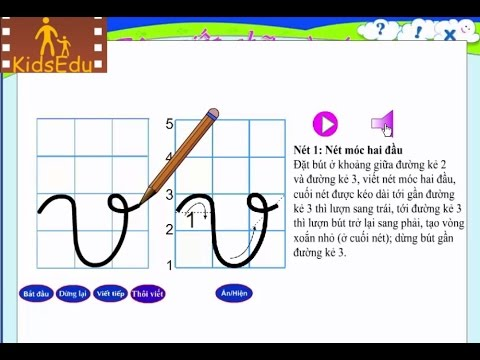 KidsEdu
? ! x
5
4
3
2
1
1
Nét 1: Nét móc hai đầu
Đặt bút ở khoảng giữa đường kẻ 2
và đường kẻ 3, viết nét móc hai đầu,
cuối nét được kéo dài tới gần đường
kẻ 3 thì lượn sang trái, tới đường kẻ 3
thì lượn bút trở lại sang phải, tạo vòng
xoắn nhỏ (ở cuối nét); dừng bút gần
đường kẻ 3.
v v
Bắt đầu Dừng lại Viết tiếp Thôi viết Ẩn/Hiện